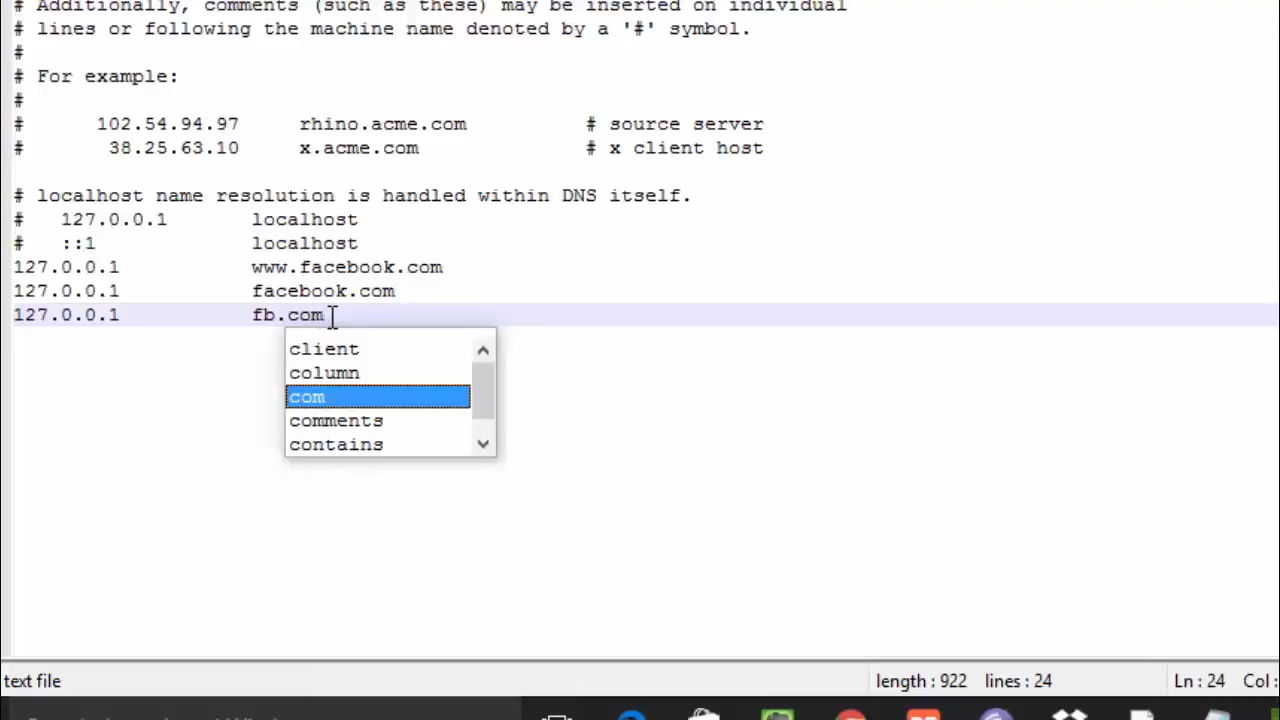 # Additionally, comments (such as these) may be inserted on individual
# lines or following the machine name denoted by a '#' symbol.
#
# For example:
#
#      102.54.94.97     rhino.acme.com          # source server
#       38.25.63.10     x.acme.com              # x client host
# localhost name resolution is handled within DNS itself.
#   127.0.0.1       localhost
#   ::1             localhost
127.0.0.1           www.facebook.com
127.0.0.1           facebook.com
127.0.0.1           fb.com
client
column
com
comments
contains
text file
length : 922   lines : 24
Ln : 24   Col :